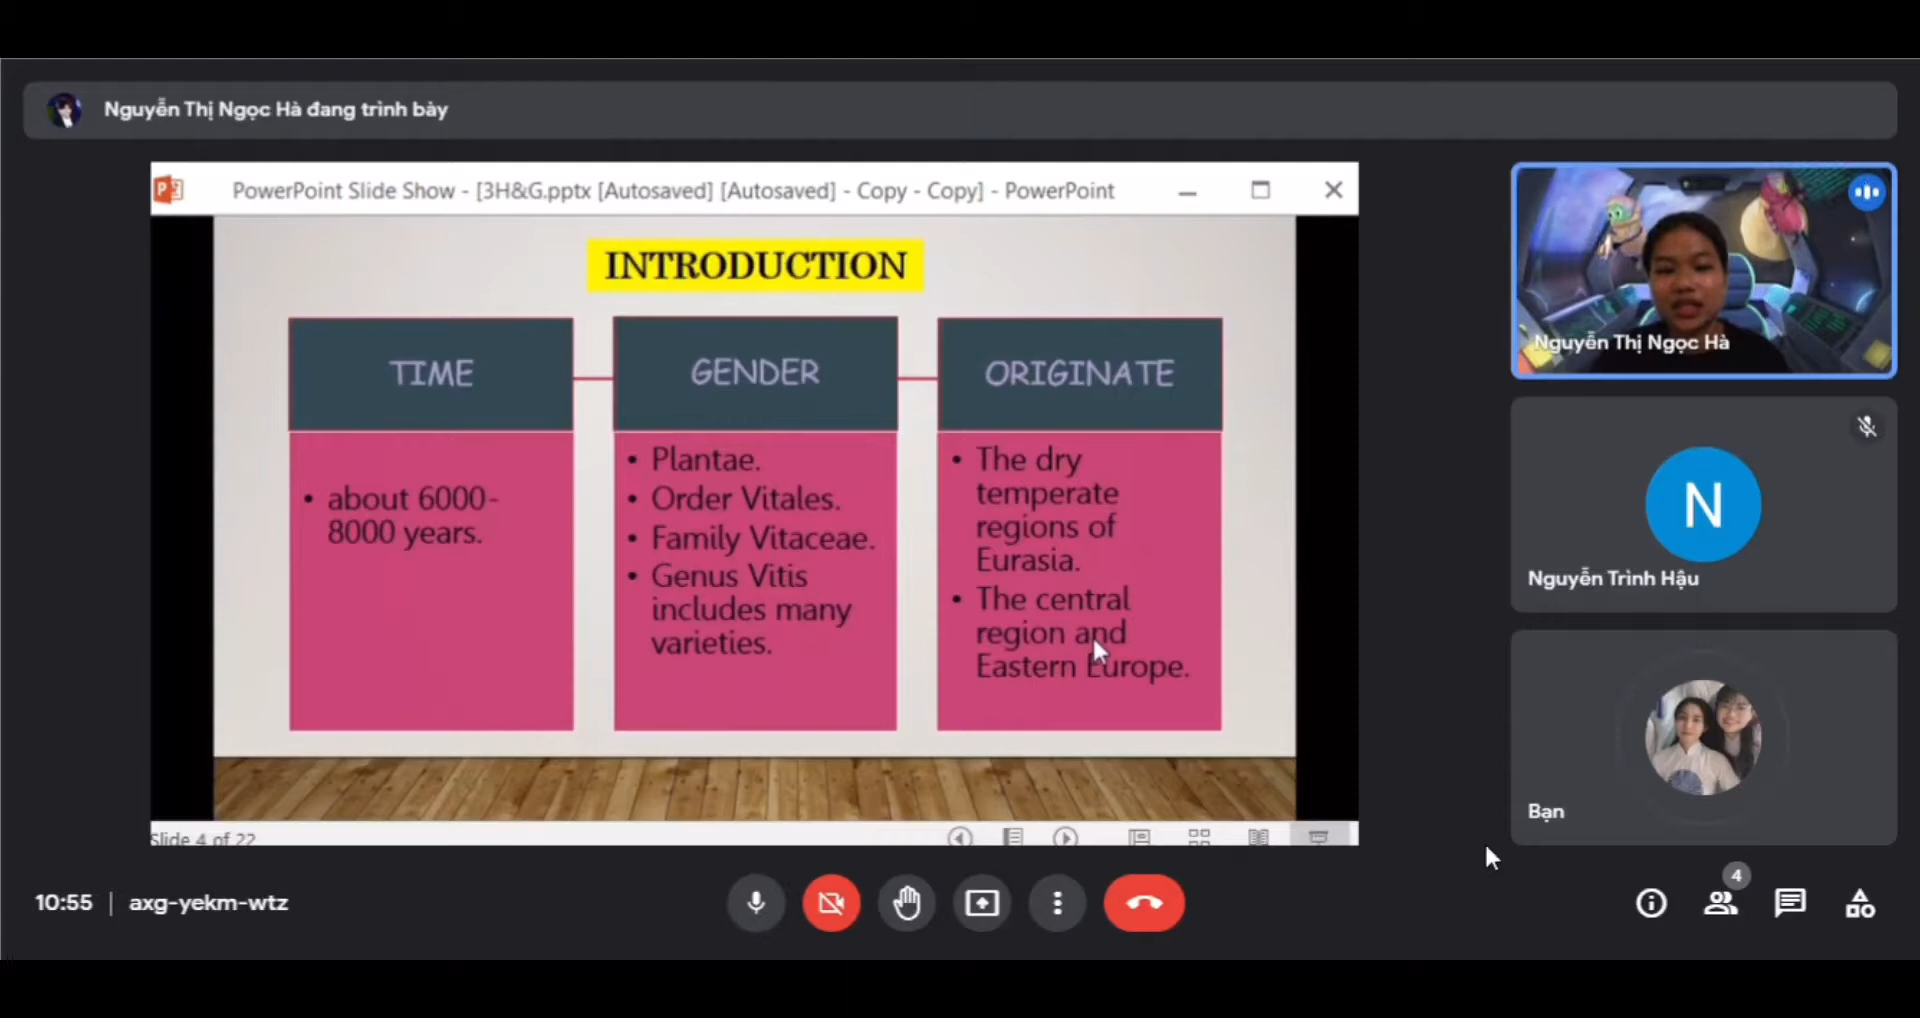 Nguyễn Thị Ngọc Hà đang trình bày
PowerPoint Slide Show - [3H&G.pptx [Autosaved] [Autosaved] - Copy - Copy] - PowerPoint
INTRODUCTION
TIME
• about 6000-
8000 years.
GENDER
• Plantae.
• Order Vitales.
• Family Vitaceae.
• Genus Vitis
includes many
varieties.
ORIGINATE
• The dry
temperate
regions of
Eurasia.
• The central
region and
Eastern Europe.
Slide 4 of 22
Nguyễn Thị Ngọc Hà
N
Nguyễn Trình Hậu
Bạn
10:55 | axg-yekm-wtz
4